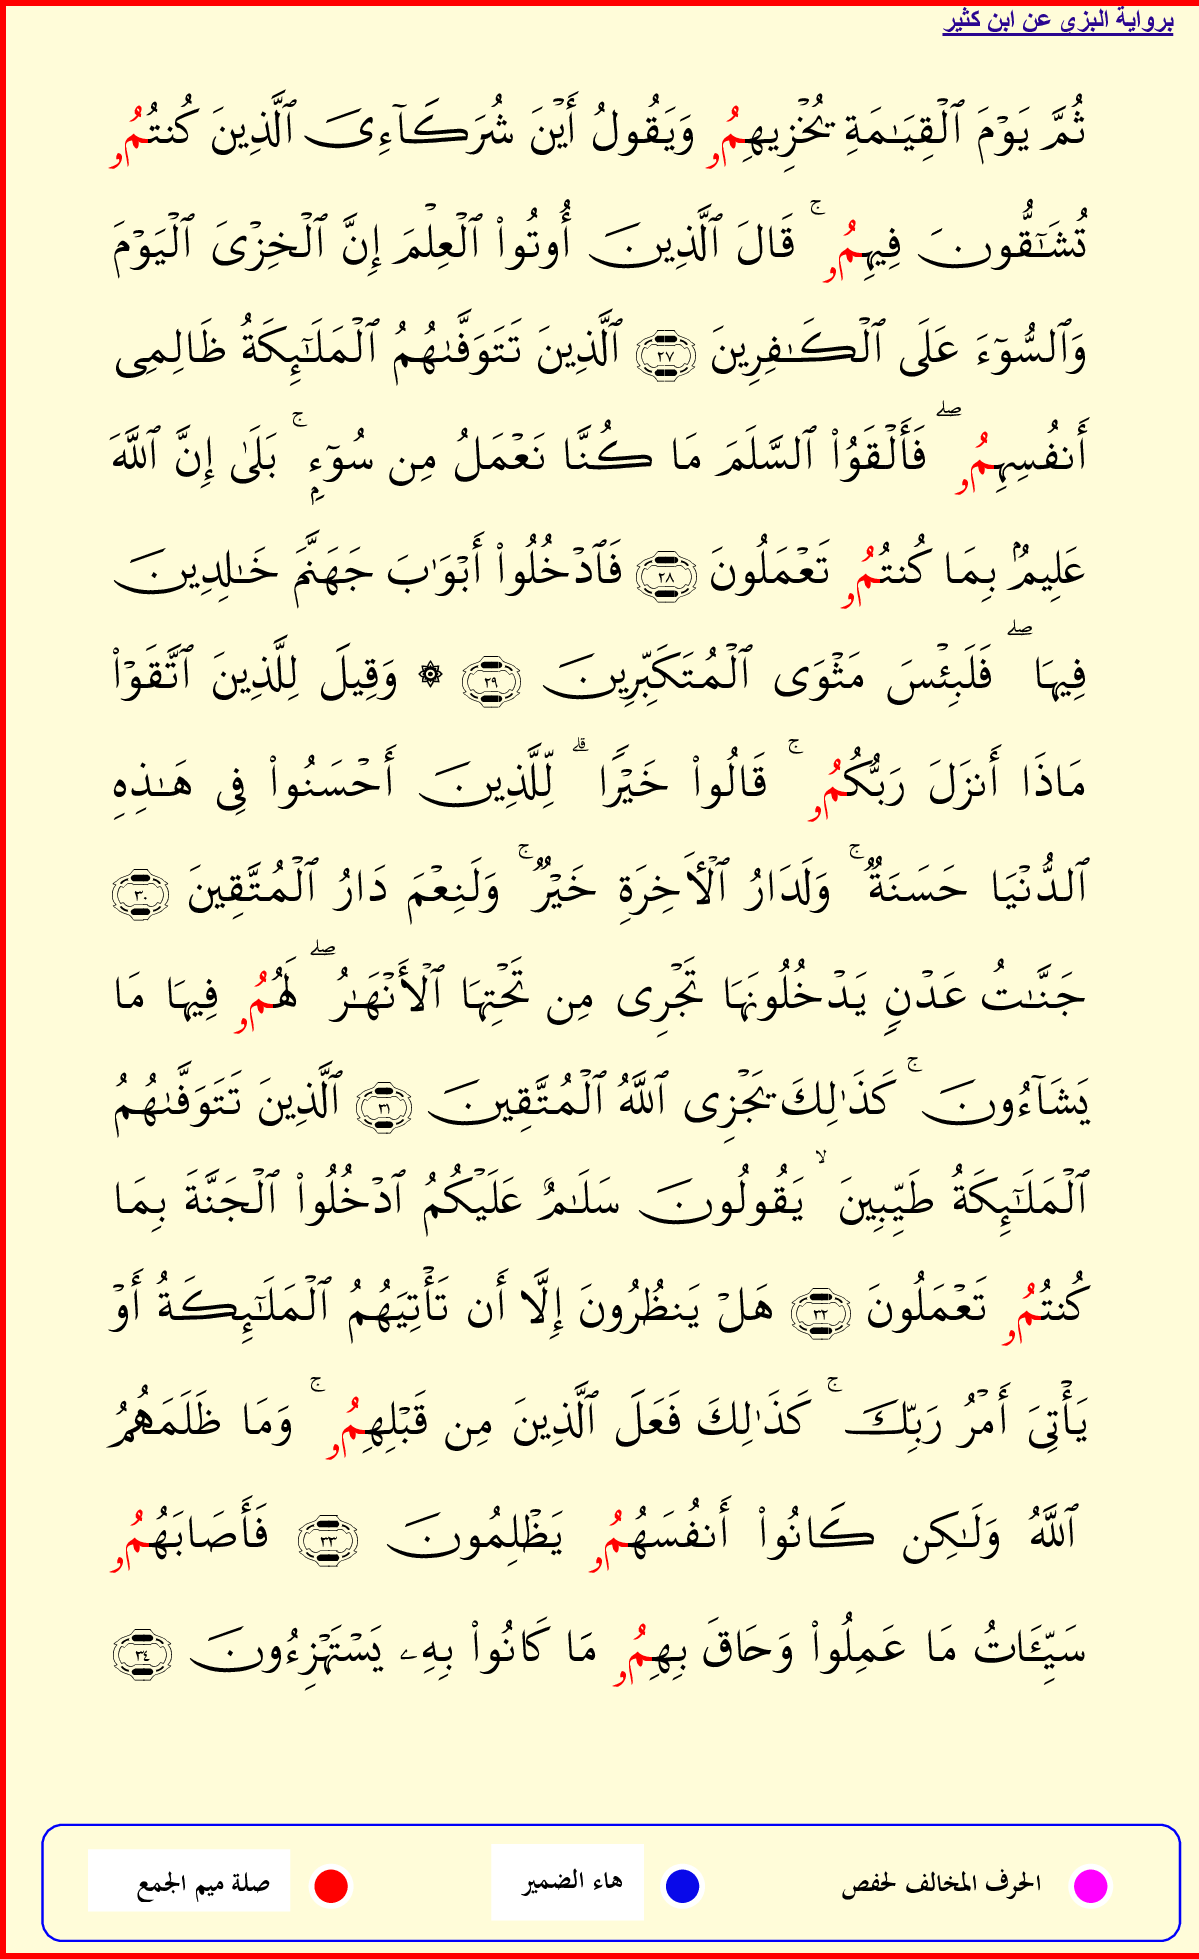 برواية البزى عن ابن كثير
ثُمَّ يَوْمَ ٱلْقِيَـٰمَةِ يُخْزِيهِمُۥ وَيَقُولُ أَيْنَ شُرَكَآءِىَ ٱلَّذِينَ كُنتُمُۥ
تُشَـٰٓقُّونَ فِيهِمُۥ ۚ قَالَ ٱلَّذِينَ أُوتُوا۟ ٱلْعِلْمَ إِنَّ ٱلْخِزْىَ ٱلْيَوْمَ
وَٱلسُّوٓءَ عَلَى ٱلْكَـٰفِرِينَ ٢٧ ٱلَّذِينَ تَتَوَفَّىٰهُمُ ٱلْمَلَـٰٓئِكَةُ ظَالِمِى
أَنفُسِهِمُۥ ۖ فَأَلْقَوُا۟ ٱلسَّلَمَ مَا كُنَّا نَعْمَلُ مِن سُوٓءٍۭ ۚ بَلَىٰ إِنَّ ٱللَّهَ
عَلِيمٌۢ بِمَا كُنتُمُۥ تَعْمَلُونَ ٢٨ فَٱدْخُلُوا۟ أَبْوَٰبَ جَهَنَّمَ خَـٰلِدِينَ
فِيهَا ۖ فَلَبِئْسَ مَثْوَى ٱلْمُتَكَبِّرِينَ ٢٩ ۞ وَقِيلَ لِلَّذِينَ ٱتَّقَوْا۟
مَاذَا أَنزَلَ رَبُّكُمُۥ ۚ قَالُوا۟ خَيْرًا ۗ لِّلَّذِينَ أَحْسَنُوا۟ فِى هَـٰذِهِ
ٱلدُّنْيَا حَسَنَةٌ ۚ وَلَدَارُ ٱلْأَخِرَةِ خَيْرٌ ۚ وَلَنِعْمَ دَارُ ٱلْمُتَّقِينَ ٣٠
جَنَّـٰتُ عَدْنٍ يَدْخُلُونَهَا تَجْرِى مِن تَحْتِهَا ٱلْأَنْهَـٰرُ ۖ لَهُمُۥ فِيهَا مَا
يَشَآءُونَ ۚ كَذَٰلِكَ يَجْزِى ٱللَّهُ ٱلْمُتَّقِينَ ٣١ ٱلَّذِينَ تَتَوَفَّىٰهُمُ
ٱلْمَلَـٰٓئِكَةُ طَيِّبِينَ ۙ يَقُولُونَ سَلَـٰمٌ عَلَيْكُمُ ٱدْخُلُوا۟ ٱلْجَنَّةَ بِمَا
كُنتُمُۥ تَعْمَلُونَ ٣٢ هَلْ يَنظُرُونَ إِلَّا أَن تَأْتِيَهُمُ ٱلْمَلَـٰٓئِكَةُ أَوْ
يَأْتِىَ أَمْرُ رَبِّكَ ۚ كَذَٰلِكَ فَعَلَ ٱلَّذِينَ مِن قَبْلِهِمُۥ ۚ وَمَا ظَلَمَهُمُ
ٱللَّهُ وَلَـٰكِن كَانُوا۟ أَنفُسَهُمُۥ يَظْلِمُونَ ٣٣ فَأَصَابَهُمُۥ
سَيِّـَٔاتُ مَا عَمِلُوا۟ وَحَاقَ بِهِمُۥ مَا كَانُوا۟ بِهِۦ يَسْتَهْزِءُونَ ٣٤
الحرف المخالف لحفص هاء الضمير صلة ميم الجمع